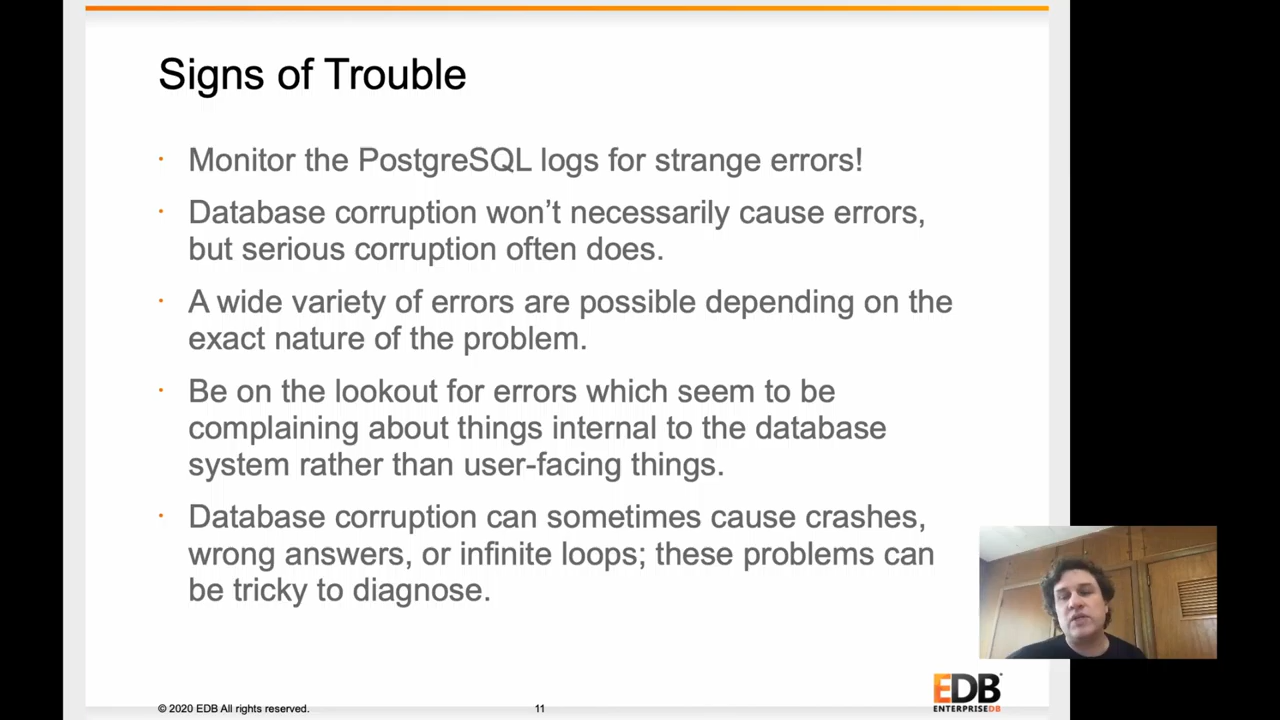 Signs of Trouble
· Monitor the PostgreSQL logs for strange errors!
· Database corruption won’t necessarily cause errors,
but serious corruption often does.
· A wide variety of errors are possible depending on the
exact nature of the problem.
· Be on the lookout for errors which seem to be
complaining about things internal to the database
system rather than user-facing things.
· Database corruption can sometimes cause crashes,
wrong answers, or infinite loops; these problems can
be tricky to diagnose.
© 2020 EDB All rights reserved.
11
EDB
ENTERPRISEDB